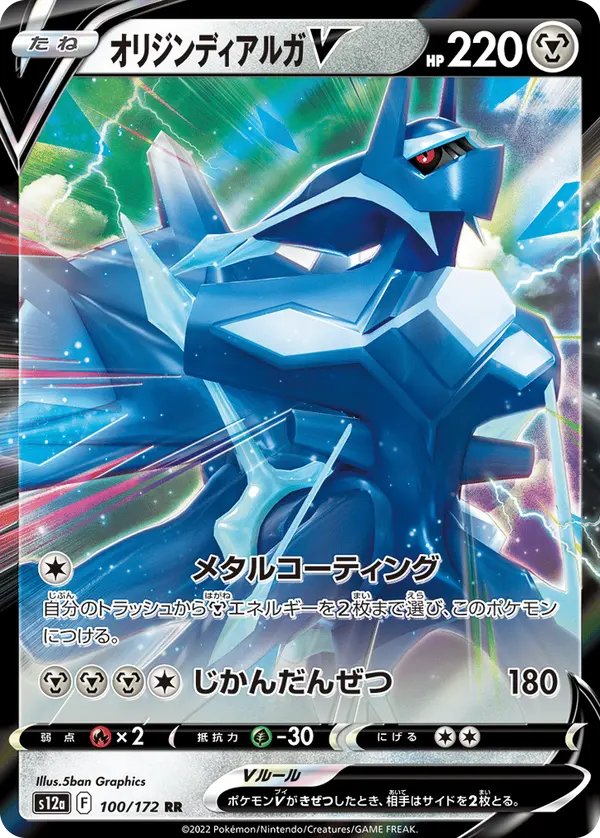 たね オリジンディアルガV HP 220
メタルコーティング
自分のトラッシュからエネルギーを2枚まで選び、このポケモン
につける。
じかんだんぜつ 180
弱点 ×2 抵抗力 -30 にげる
Illus.5ban Graphics
Vルール
s12a F 100/172 RR
ポケモンVがきぜつしたとき、相手はサイドを2枚とる。
©2022 Pokémon/Nintendo/Creatures/GAME FREAK.